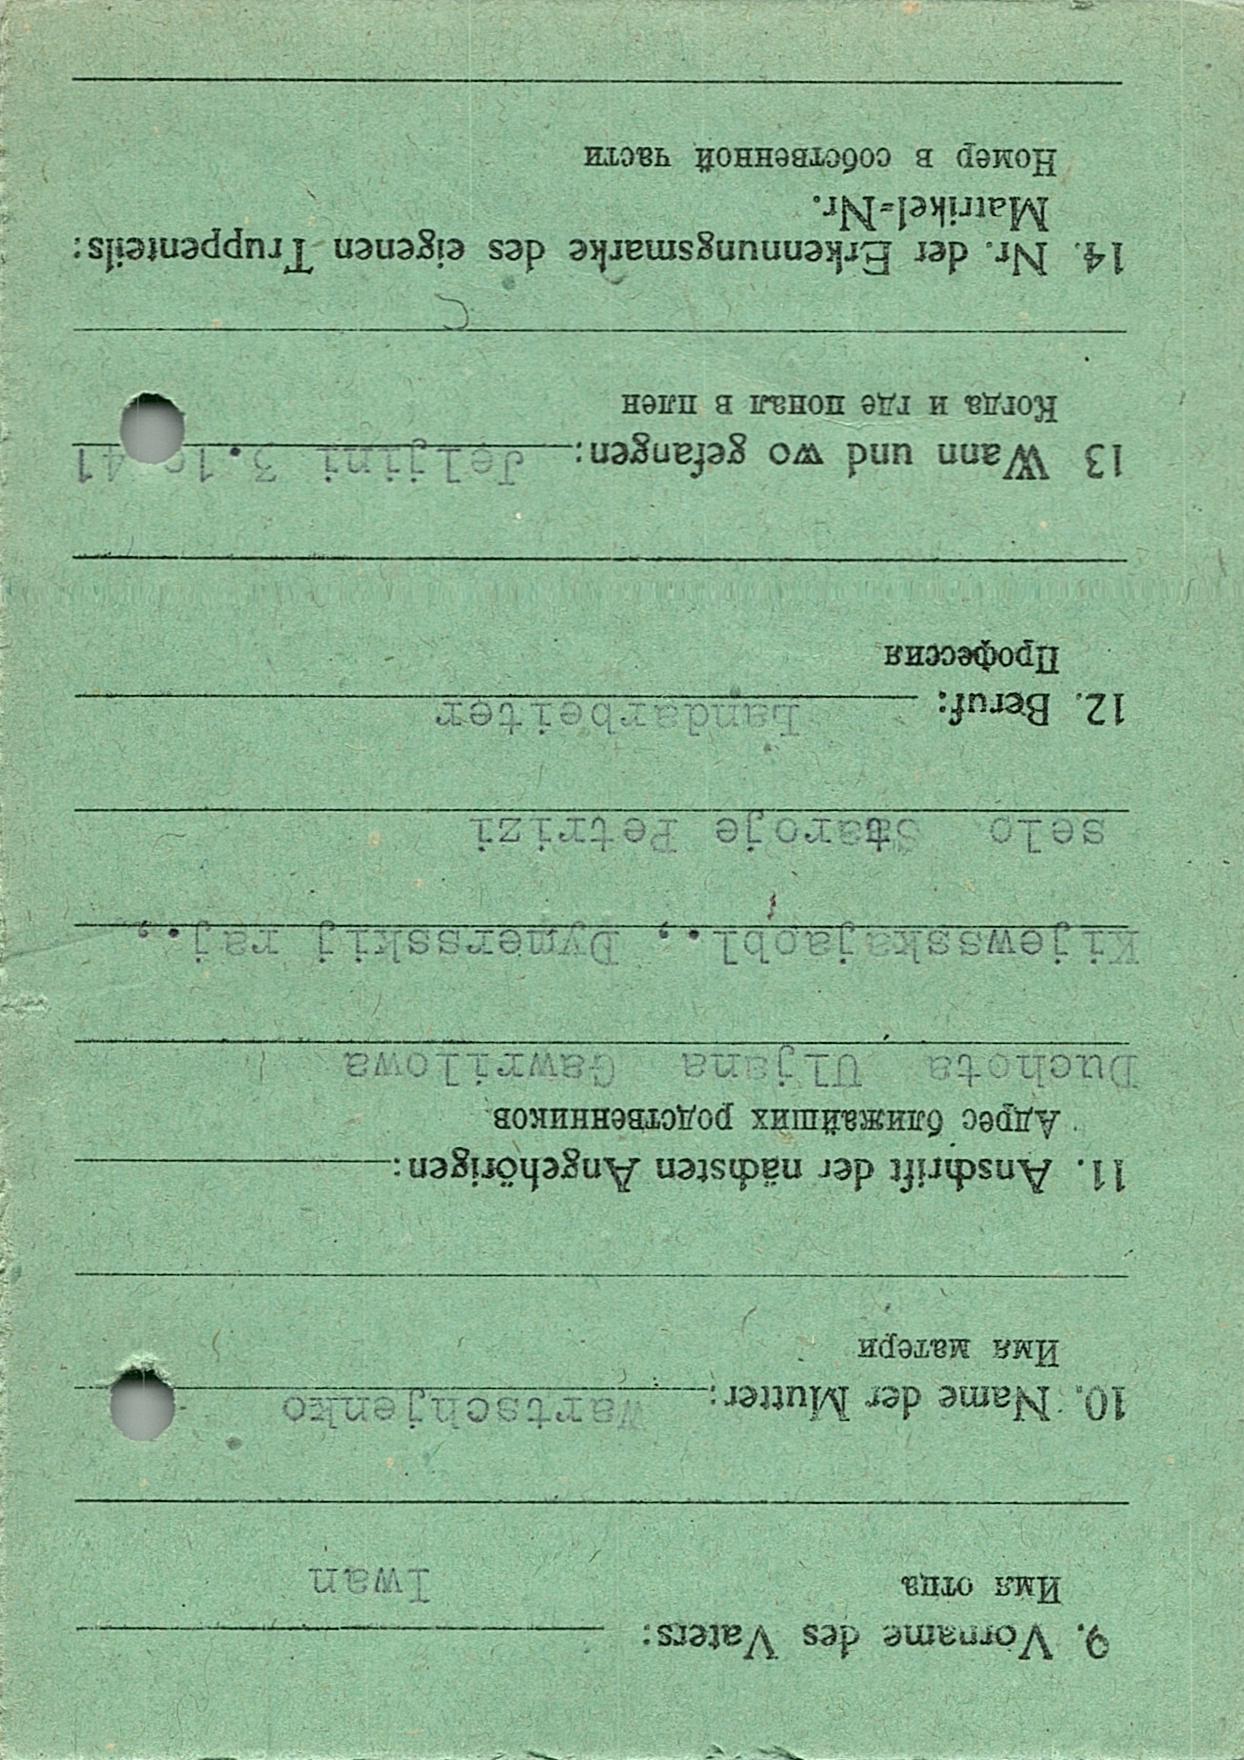 9. Vorname des Vaters:
Имя отца Iwan
10. Name der Mutter: Wartschjenko
Имя матери
11. Anschrift der nächsten Angehörigen:
Адрес ближайших родственников
Duchota Uljana Gawrilowa
Kijewsskajaobl., Dymersskij raj.,
selo Staroje Petrizi
12. Beruf: Landarbeiter
Профессия
13 Wann und wo gefangen: Jeljini 3.10 41
Когда и где попал в плен
14. Nr. der Erkennungsmarke des eigenen Truppenteils:
Matrikel=Nr.
Номер в собственной части